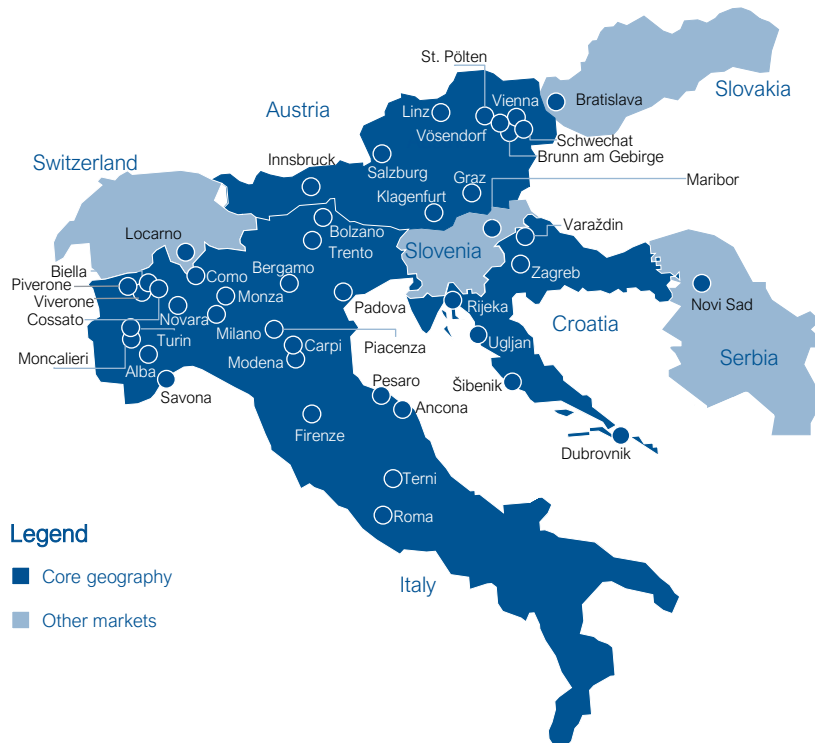 St. Pölten
Slovakia
Bratislava
Austria
Linz
Vienna
Vösendorf
Schwechat
Brunn am Gebirge
Switzerland
Innsbruck
Salzburg
Graz
Maribor
Klagenfurt
Bolzano
Varaždin
Locarno
Trento
Slovenia
Zagreb
Biella
Como
Bergamo
Piverone
Viverone
Monza
Padova
Rijeka
Novi Sad
Cossato
Novara
Milano
Croatia
Turin
Carpi
Piacenza
Ugljan
Moncalieri
Alba
Modena
Serbia
Savona
Pesaro
Šibenik
Ancona
Firenze
Dubrovnik
Terni
Roma
Legend
Core geography
Italy
Other markets